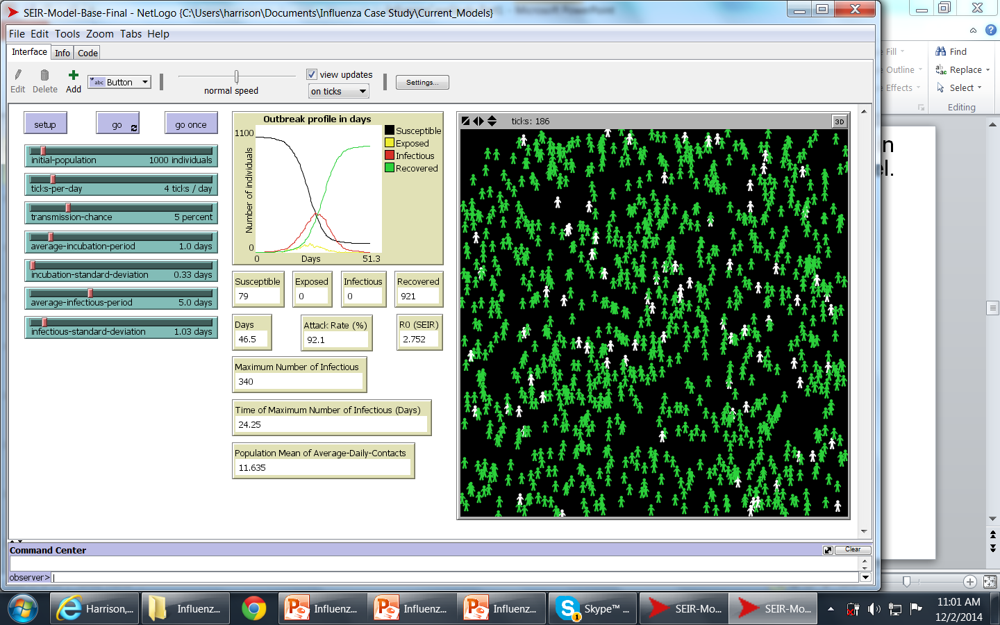 SEIR-Model-Base-Final - NetLogo {C:\Users\harrison\Documents\Influenza Case Study\Current_Models}
File Edit Tools Zoom Tabs Help
Interface Info Code
Edit Delete Add abc Button normal speed view updates on ticks Settings...
setup go go once
initial-population 1000 individuals
ticks-per-day 4 ticks / day
transmission-chance 5 percent
average-incubation-period 1.0 days
incubation-standard-deviation 0.33 days
average-infectious-period 5.0 days
infectious-standard-deviation 1.03 days
Outbreak profile in days
Number of individuals
1100
0
0 Days 51.3
Susceptible
Exposed
Infectious
Recovered
Susceptible Exposed Infectious Recovered
79 0 0 921
Days Attack Rate (%) R0 (SEIR)
46.5 92.1 2.752
Maximum Number of Infectious
340
Time of Maximum Number of Infectious (Days)
24.25
Population Mean of Average-Daily-Contacts
11.635
ticks: 186 3D
Command Center Clear
observer>
Fill Find
Outline Replace
Effects Select
Editing
Harrison,... Influenz... Influenz... Influenz... Influenz... Skype™ ... 1 SEIR-Mo... SEIR-Mo...
11:01 AM
12/2/2014